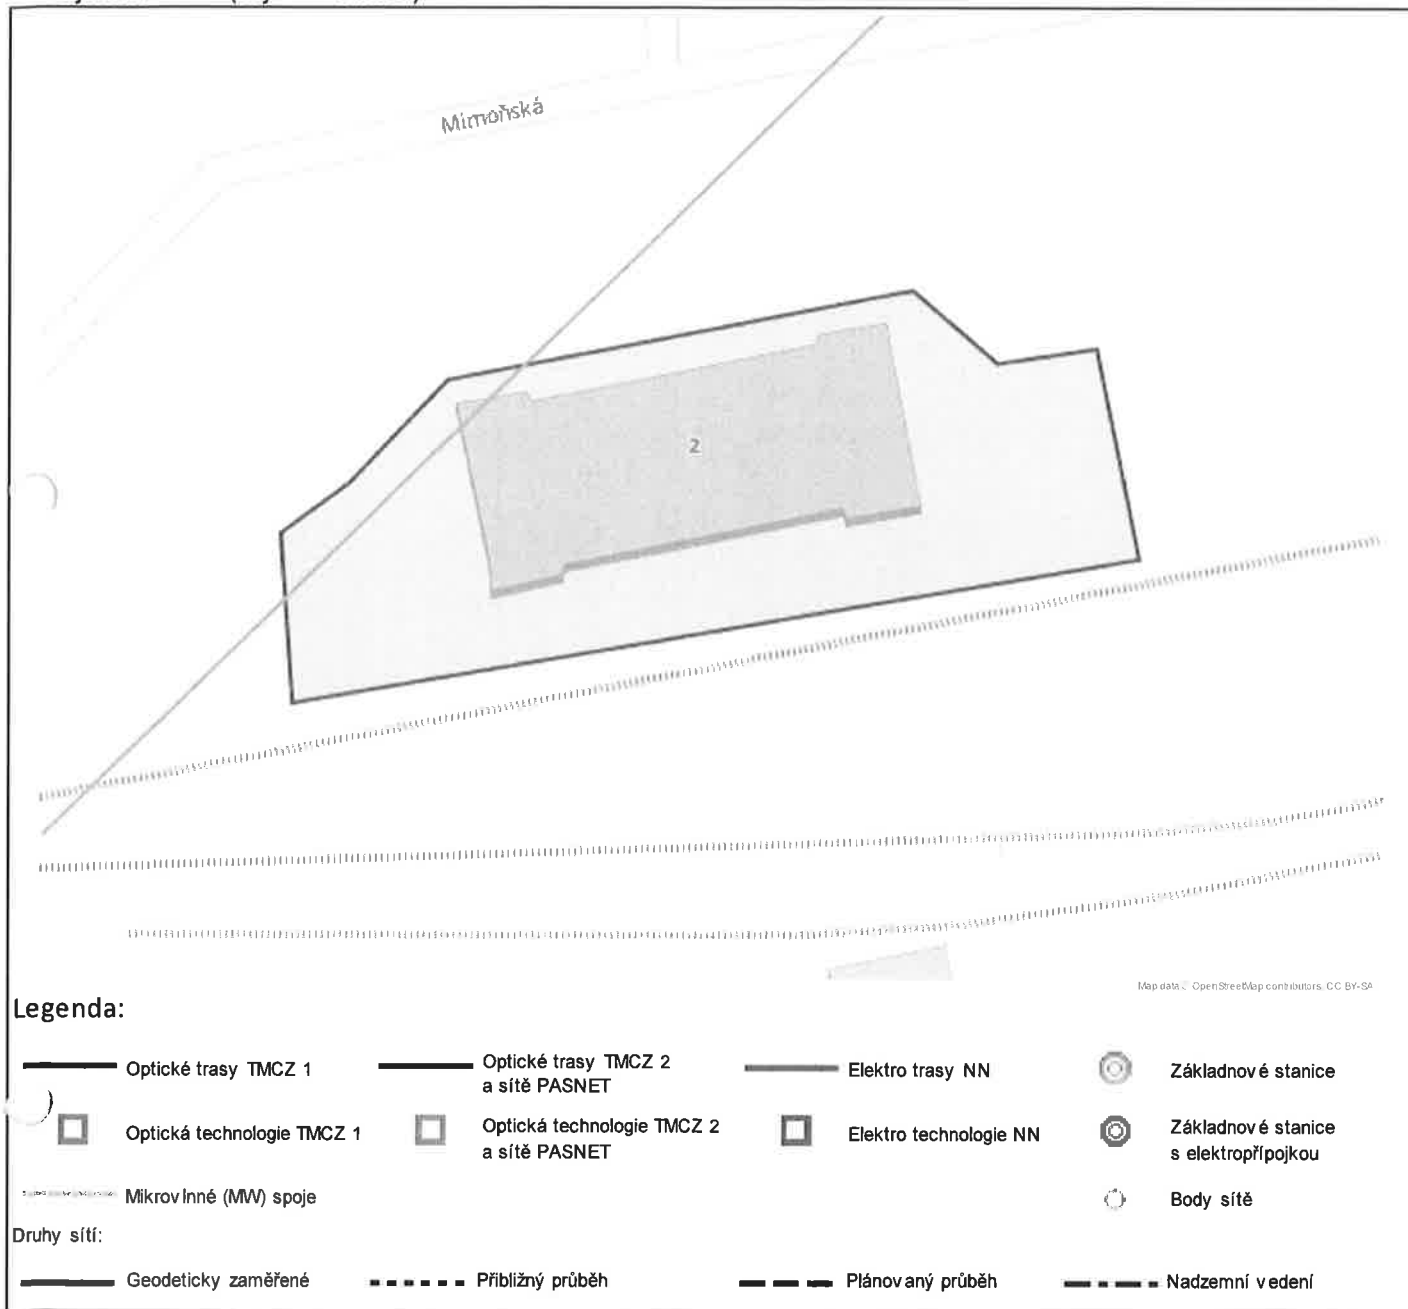 Mimoňská
2
Map data © OpenStreetMap contributors, CC BY-SA
Legenda:
Optické trasy TMCZ 1
Optické trasy TMCZ 2
a sítě PASNET
Elektro trasy NN
Základnové stanice
Optická technologie TMCZ 1
Optická technologie TMCZ 2
a sítě PASNET
Elektro technologie NN
Základnové stanice
s elektropřípojkou
Mikrovlnné (MW) spoje
Body sítě
Druhy sítí:
Geodeticky zaměřené
Přibližný průběh
Plánovaný průběh
Nadzemní vedení